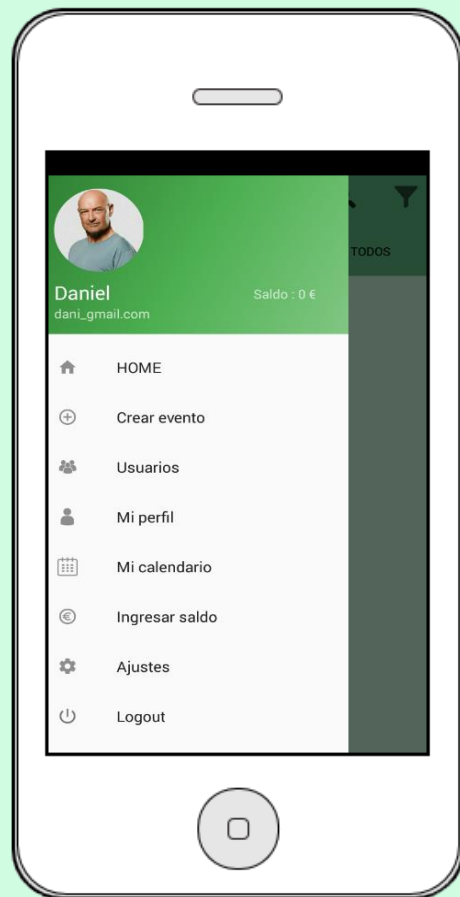 TODOS
Daniel
Saldo : 0 €
dani_gmail.com
HOME
Crear evento
Usuarios
Mi perfil
Mi calendario
Ingresar saldo
Ajustes
Logout